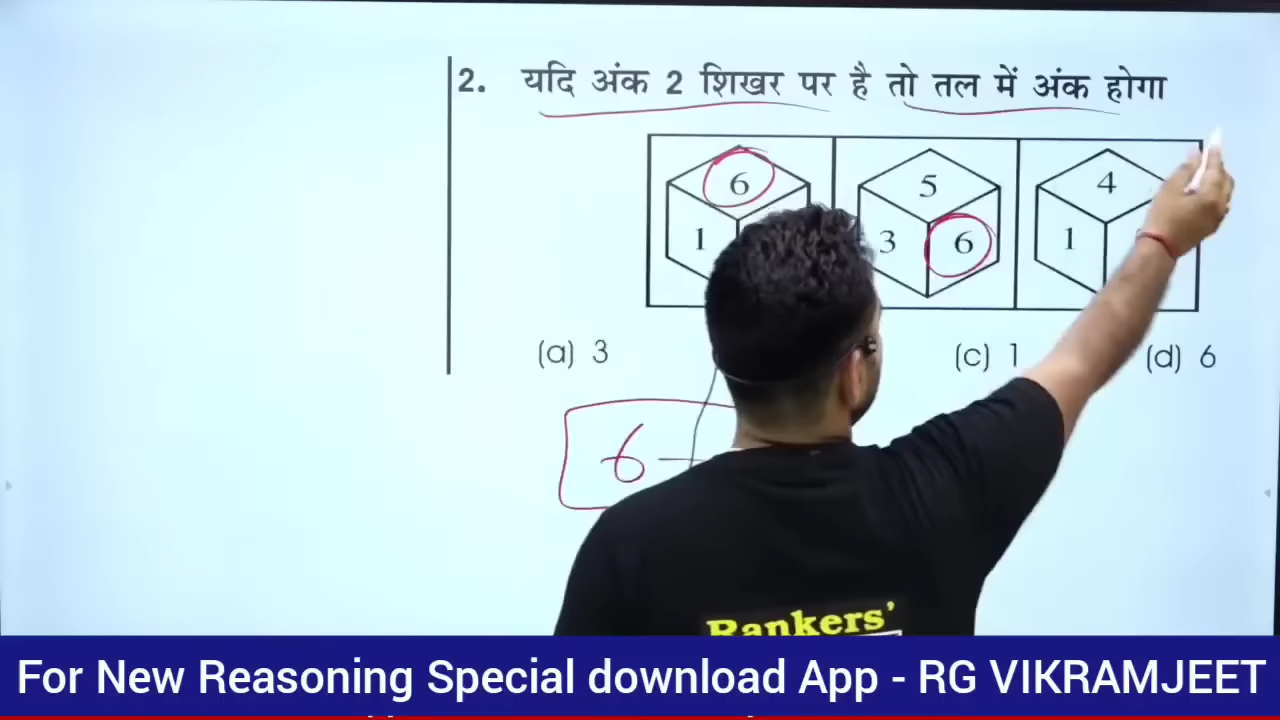 2. यदि अंक 2 शिखर पर है तो तल में अंक होगा
6 5 4
1 3 6 1
(a) 3 (c) 1 (d) 6
6 –
Rankers'
For New Reasoning Special download App - RG VIKRAMJEET